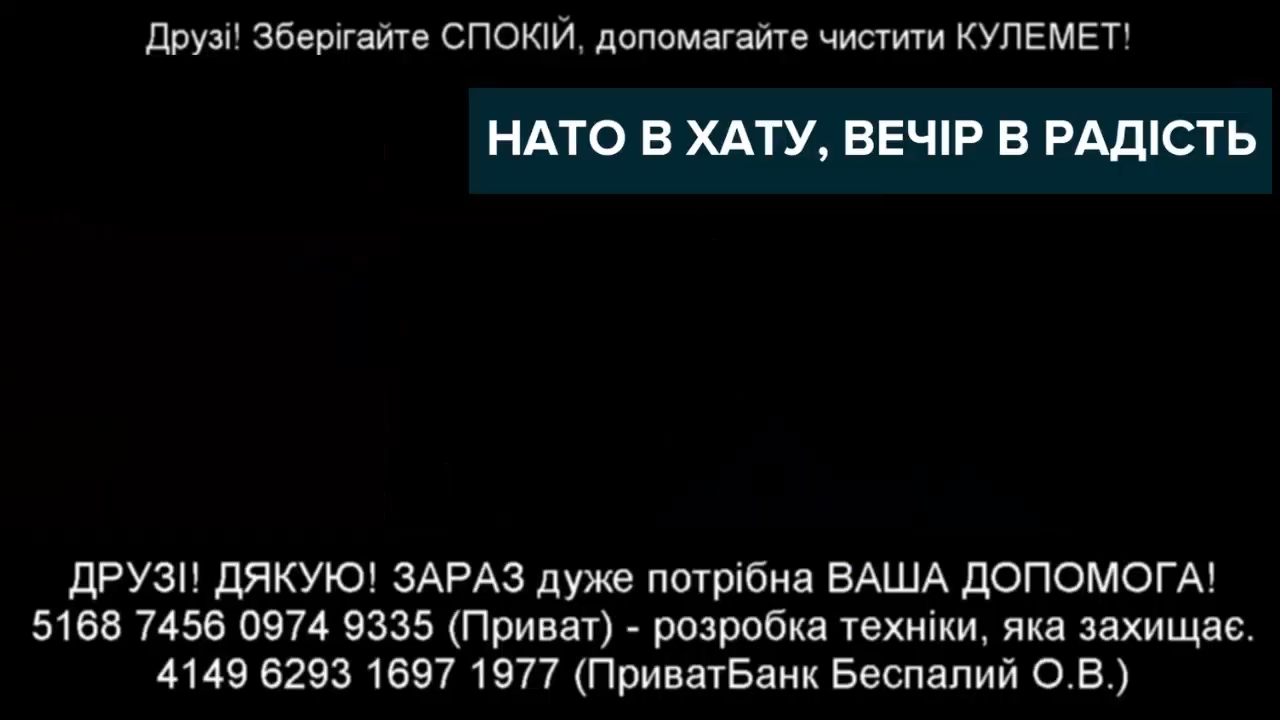 Друзі! Зберігайте СПОКІЙ, допомагайте чистити КУЛЕМЕТ!
НАТО В ХАТУ, ВЕЧІР В РАДІСТЬ
ДРУЗІ! ДЯКУЮ! ЗАРАЗ дуже потрібна ВАША ДОПОМОГА!
5168 7456 0974 9335 (Приват) - розробка техніки, яка захищає.
4149 6293 1697 1977 (ПриватБанк Беспалий О.В.)